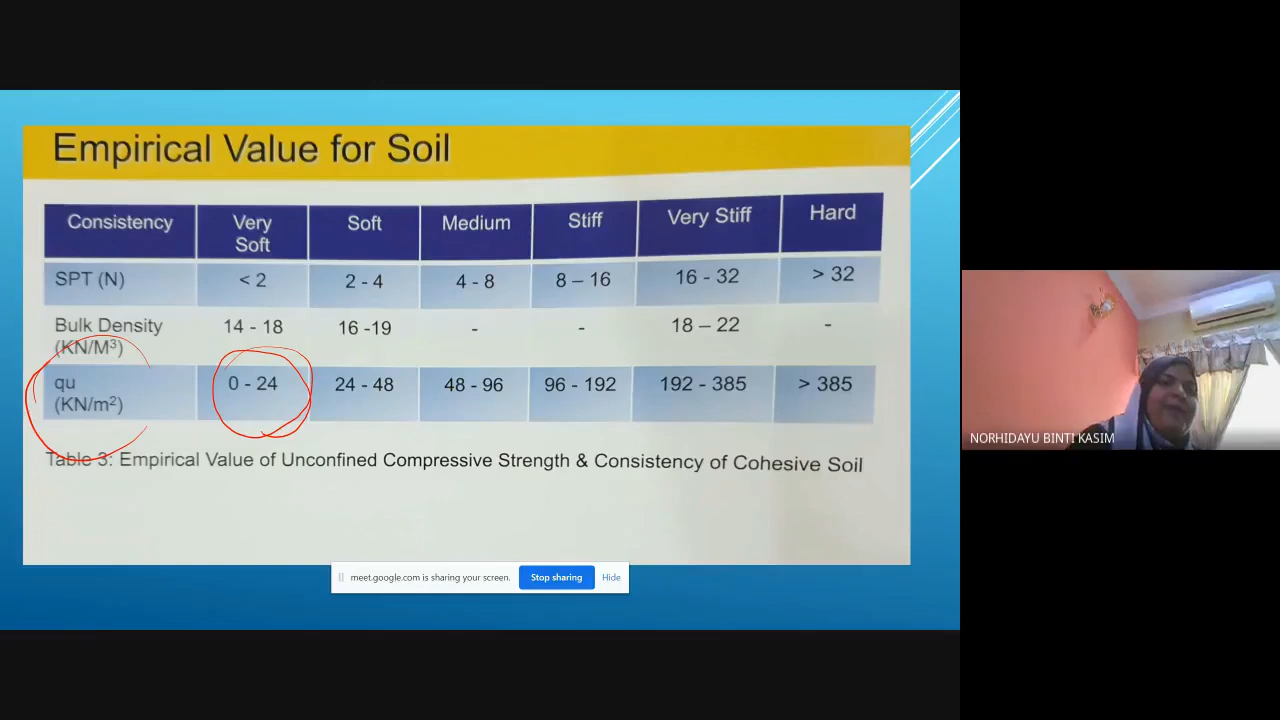 Empirical Value for Soil
Consistency Very Soft Soft Medium Stiff Very Stiff Hard
SPT (N) < 2 2 - 4 4 - 8 8 – 16 16 - 32 > 32
Bulk Density (KN/M³) 14 - 18 16 -19 - - 18 – 22 -
qu (KN/m²) 0 - 24 24 - 48 48 - 96 96 - 192 192 - 385 > 385
Table 3: Empirical Value of Unconfined Compressive Strength & Consistency of Cohesive Soil
meet.google.com is sharing your screen. Stop sharing Hide
NORHIDAYU BINTI KASIM